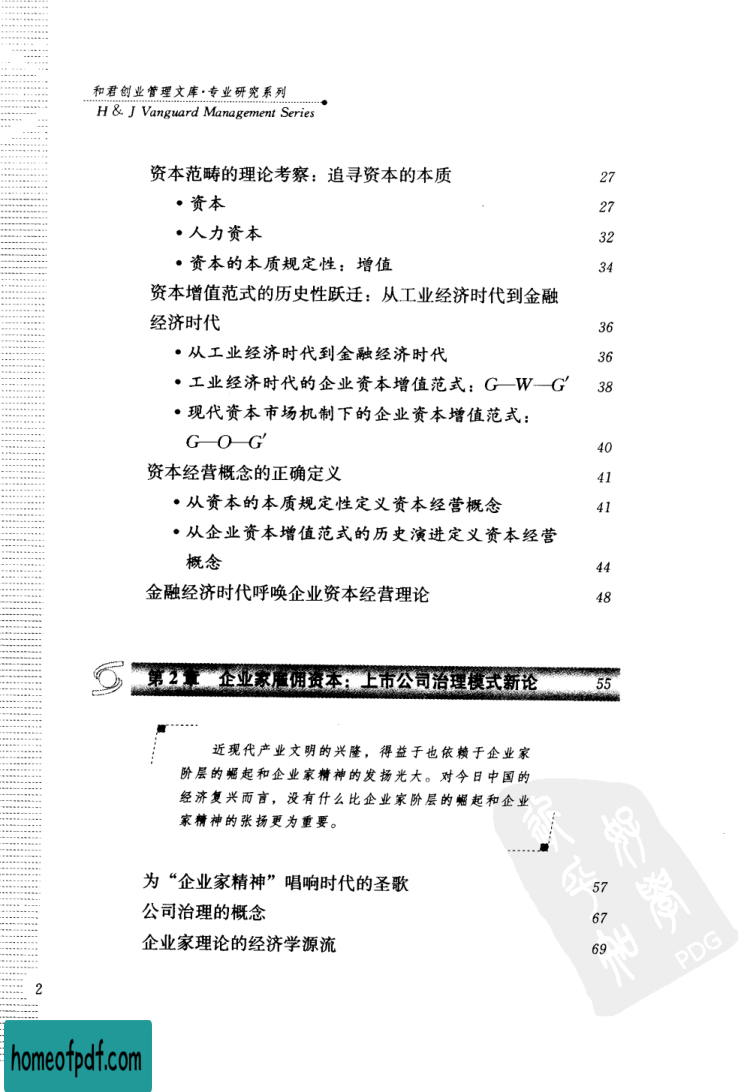 和君创业管理文库·专业研究系列
H & J Vanguard Management Series
资本范畴的理论考察：追寻资本的本质 27
• 资本 27
• 人力资本 32
• 资本的本质规定性：增值 34
资本增值范式的历史性跃迁：从工业经济时代到金融
经济时代 36
• 从工业经济时代到金融经济时代 36
• 工业经济时代的企业资本增值范式：G—W—G′ 38
• 现代资本市场机制下的企业资本增值范式：
G—O—G′ 40
资本经营概念的正确定义 41
• 从资本的本质规定性定义资本经营概念 41
• 从企业资本增值范式的历史演进定义资本经营
概念 44
金融经济时代呼唤企业资本经营理论 48
第2章 企业家雇佣资本：上市公司治理模式新论 55
近现代产业文明的兴隆，得益于也依赖于企业家
阶层的崛起和企业家精神的发扬光大。对今日中国的
经济复兴而言，没有什么比企业家阶层的崛起和企业
家精神的张扬更为重要。
为“企业家精神”唱响时代的圣歌 57
公司治理的概念 67
企业家理论的经济学源流 69
PDG
2
homeofpdf.com